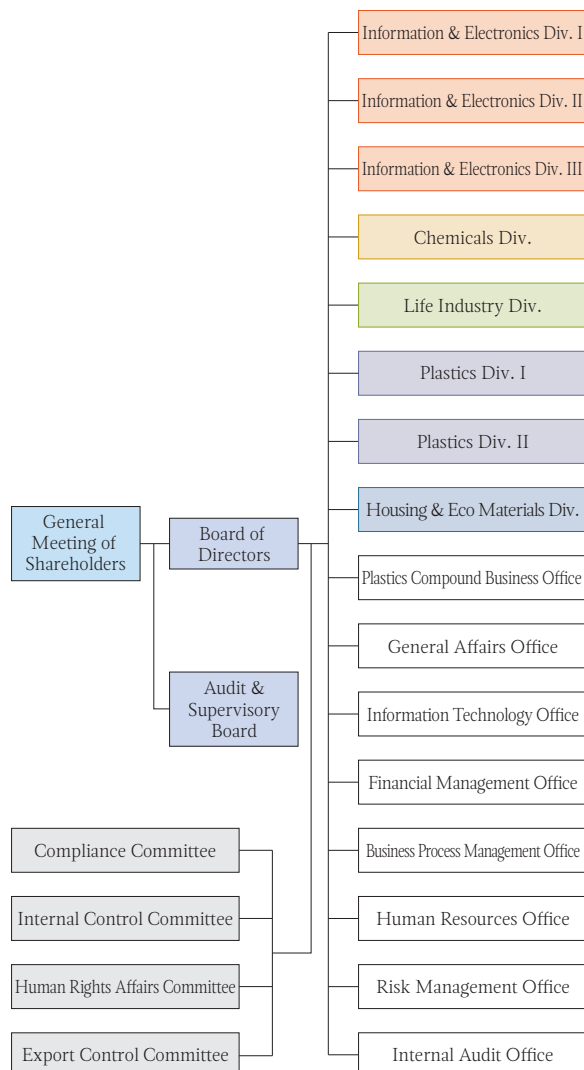 Information & Electronics Div. I
Information & Electronics Div. II
Information & Electronics Div. III
Chemicals Div.
Life Industry Div.
Plastics Div. I
Plastics Div. II
Housing & Eco Materials Div.
General
Meeting of
Shareholders
Board of
Directors
Audit &
Supervisory
Board
Plastics Compound Business Office
General Affairs Office
Information Technology Office
Financial Management Office
Business Process Management Office
Human Resources Office
Risk Management Office
Internal Audit Office
Compliance Committee
Internal Control Committee
Human Rights Affairs Committee
Export Control Committee